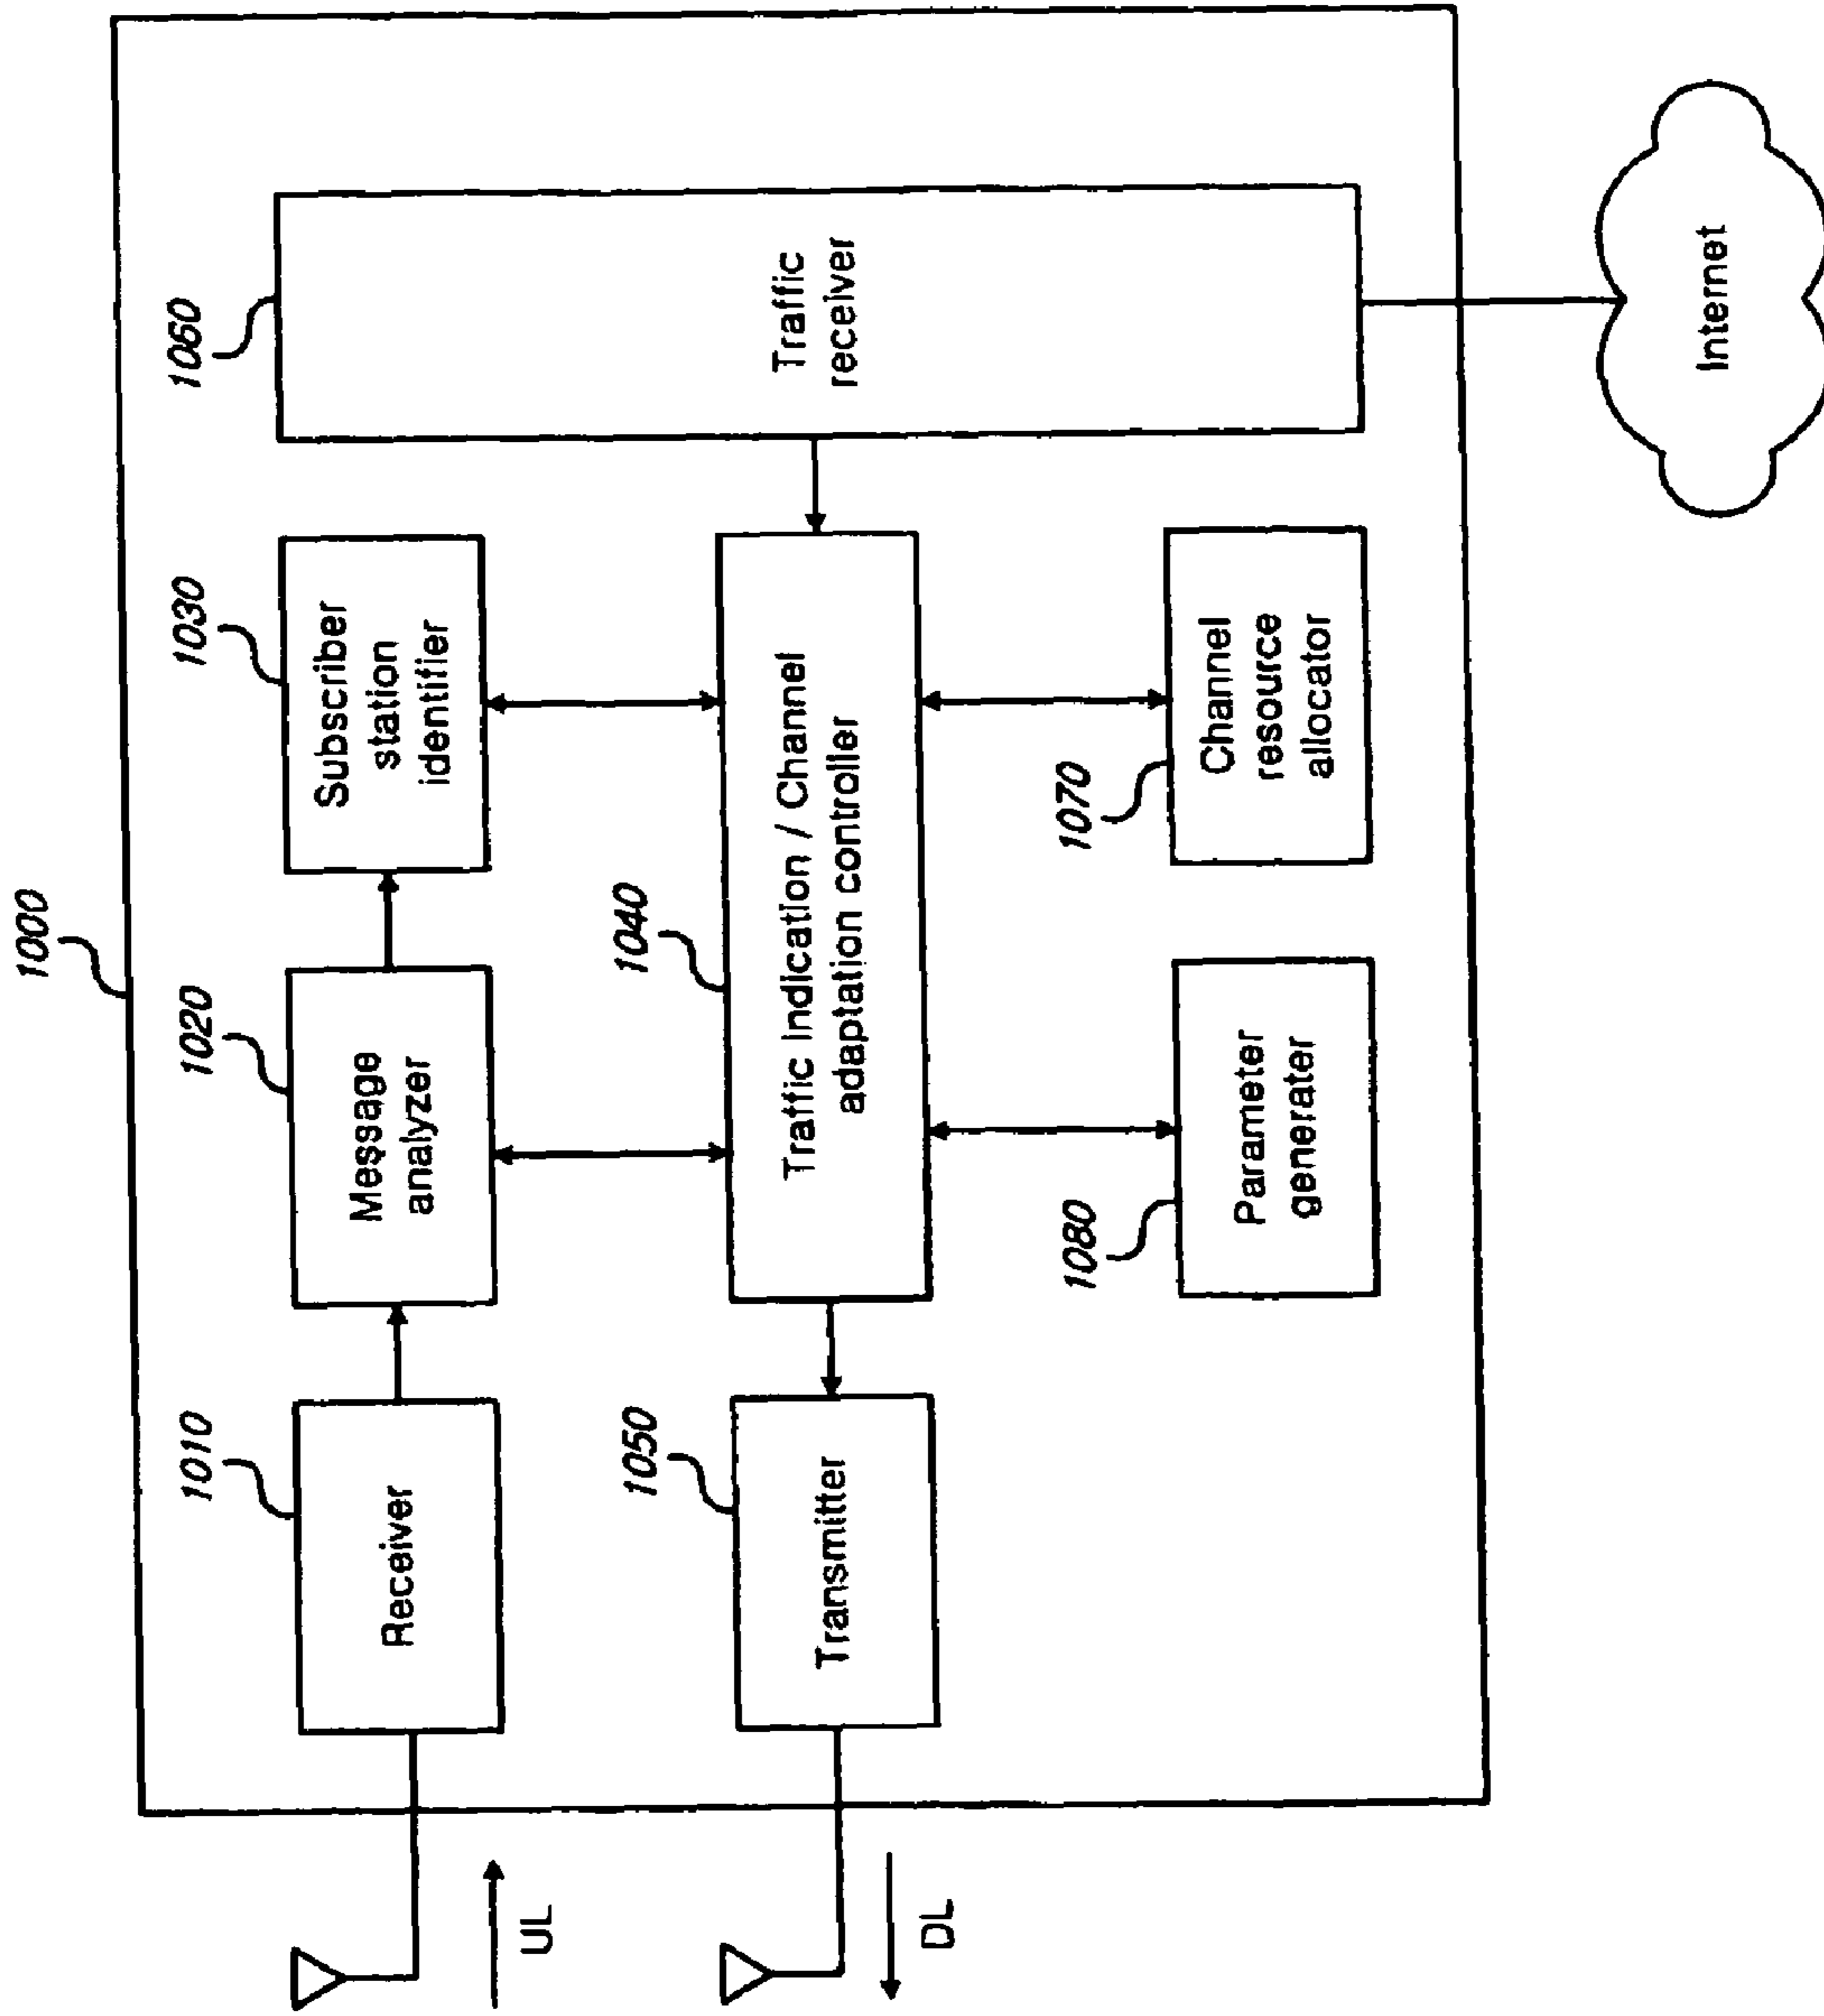 1000
1010
Receiver
1020
Message
analyzer
1030
Subscriber
station
identifier
1060
Traffic
receiver
UL
1050
Transmitter
1040
Traffic Indication / Channel
adaptation controller
DL
1080
Parameter
generater
1070
Channel
resource
allocator
Internet